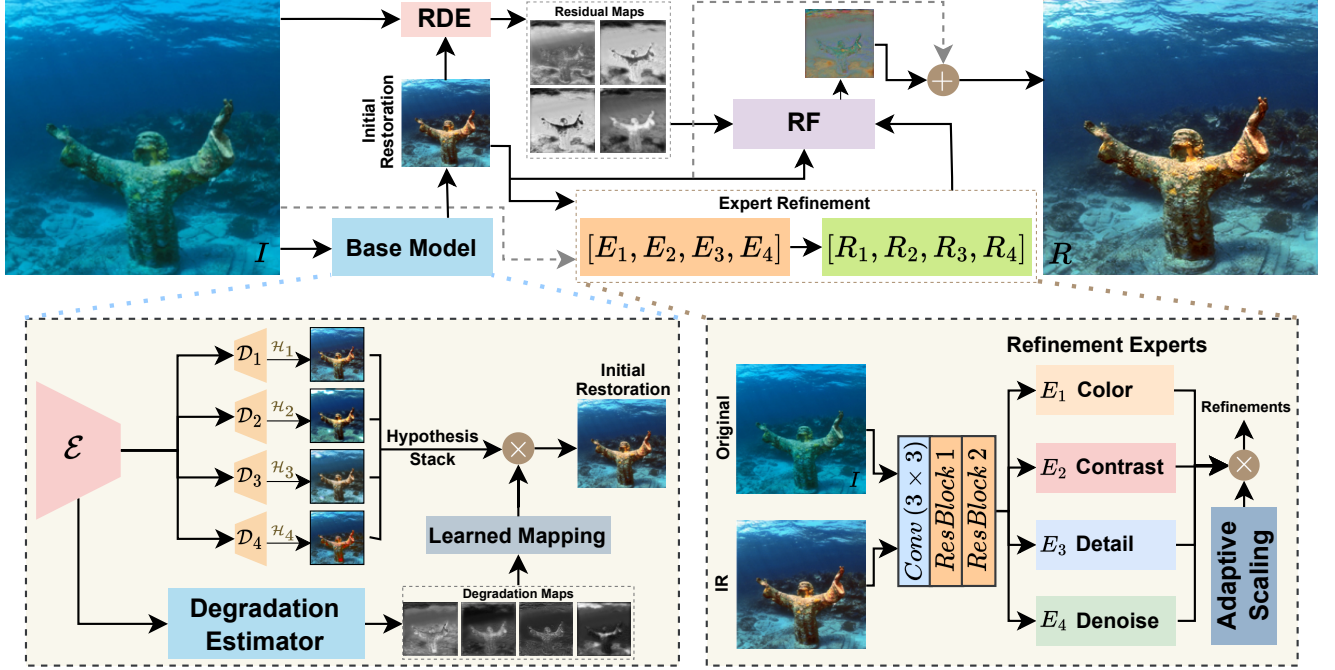 RDE
Residual Maps
Initial
Restoration
RF
+
Expert Refinement
I
Base Model
[E₁, E₂, E₃, E₄]
[R₁, R₂, R₃, R₄]
R
ℰ
𝒟₁
ℋ₁
𝒟₂
ℋ₂
𝒟₃
ℋ₃
𝒟₄
ℋ₄
Hypothesis
Stack
×
Initial
Restoration
Learned Mapping
Degradation Maps
Degradation
Estimator
Refinement Experts
Original
I
IR
Conv (3 × 3)
ResBlock 1
ResBlock 2
E₁ Color
E₂ Contrast
E₃ Detail
E₄ Denoise
Refinements
×
Adaptive
Scaling